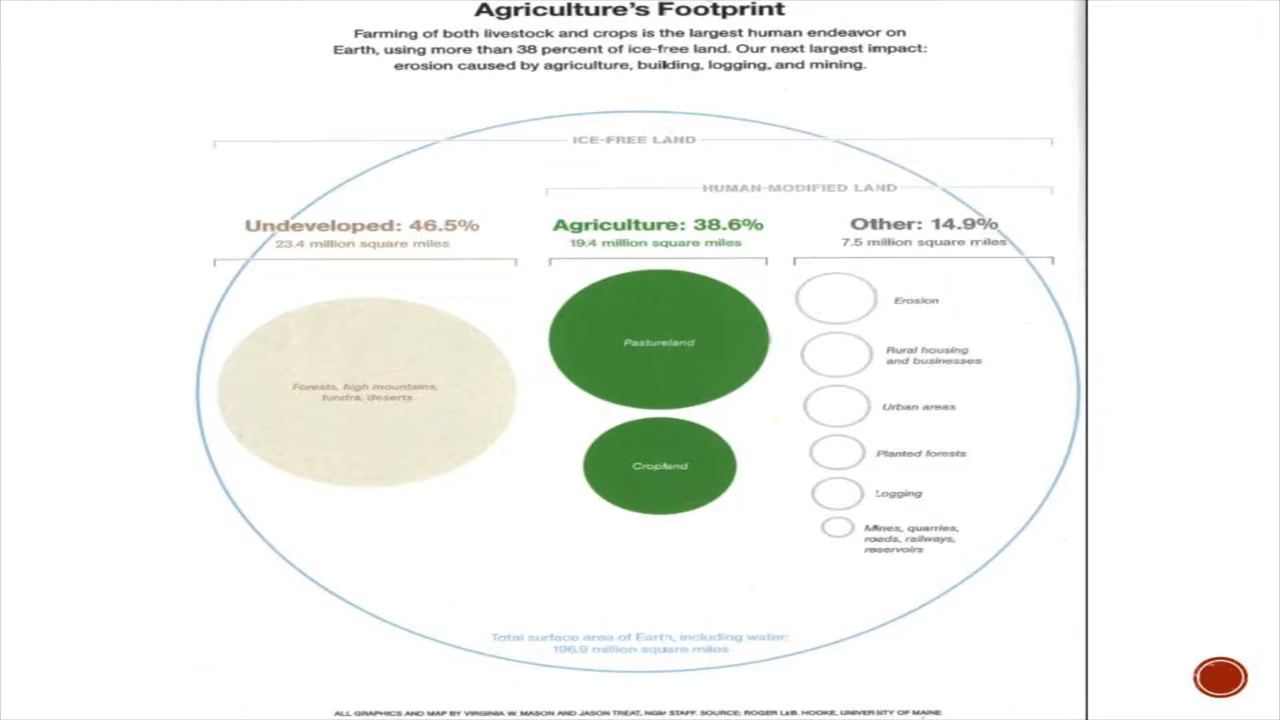 Agriculture's Footprint
Farming of both livestock and crops is the largest human endeavor on
Earth, using more than 38 percent of ice-free land. Our next largest impact:
erosion caused by agriculture, building, logging, and mining.
ICE-FREE LAND
HUMAN-MODIFIED LAND
Undeveloped: 46.5%
23.4 million square miles
Agriculture: 38.6%
19.4 million square miles
Other: 14.9%
7.5 million square miles
Forests, high mountains,
tundra, deserts
Pastureland
Cropland
Erosion
Rural housing
and businesses
Urban areas
Planted forests
Logging
Mines, quarries,
roads, railways,
reservoirs
Total surface area of Earth, including water:
196.9 million square miles
ALL GRAPHICS AND MAP BY VIRGINIA W. MASON AND JASON TREAT, NGM STAFF. SOURCE: ROGER LeB. HOOKE, UNIVERSITY OF MAINE